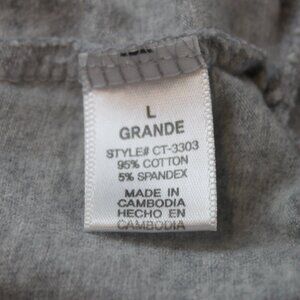 L
GRANDE
STYLE# CT-3303
95% COTTON
5% SPANDEX
MADE IN
CAMBODIA
HECHO EN
CAMBODIA